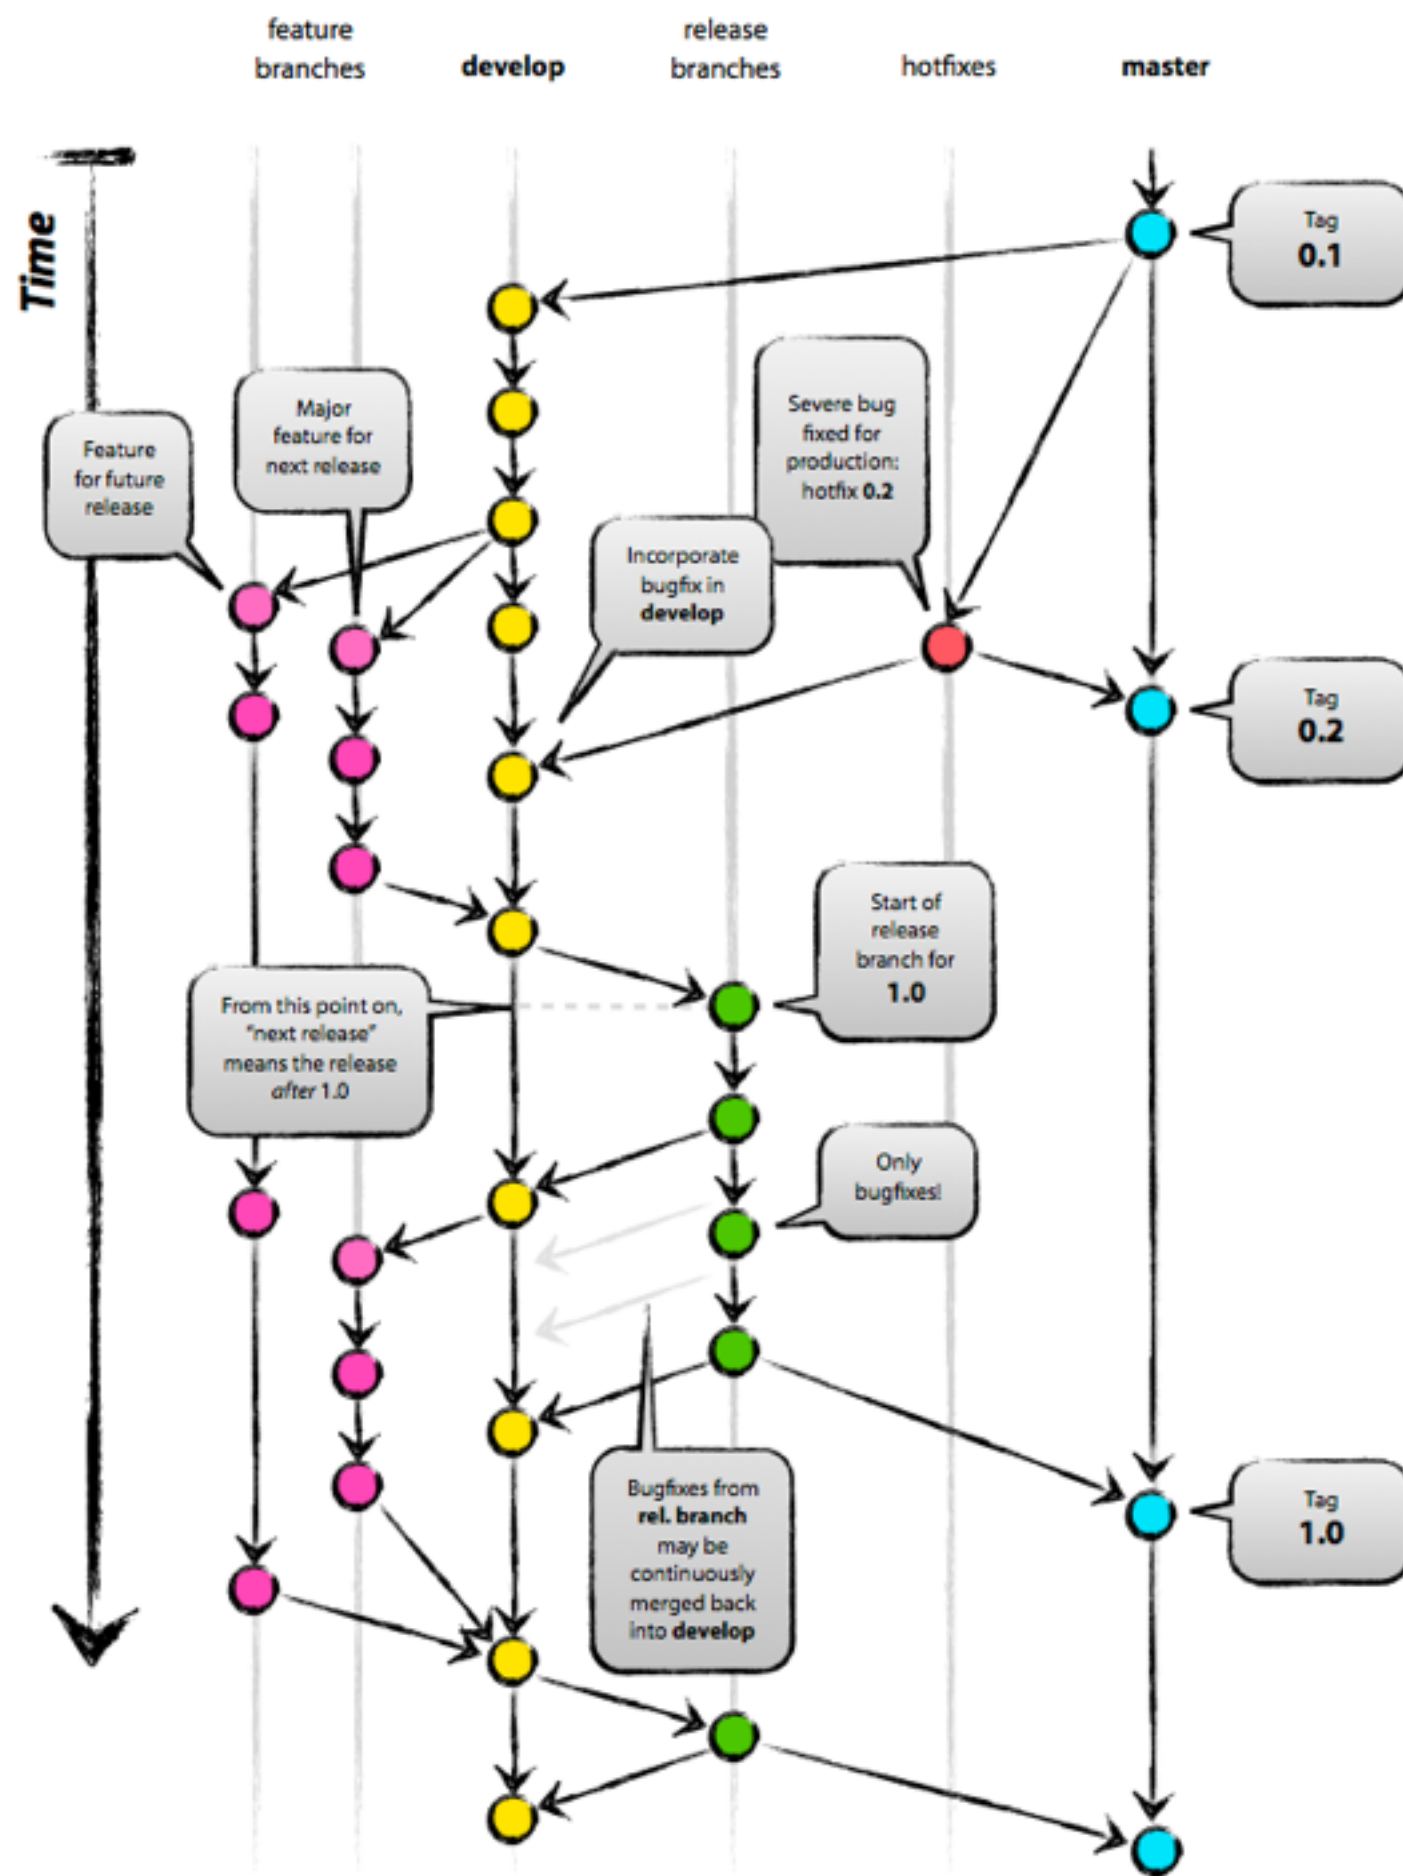 feature
branches
develop
release
branches
hotfixes
master
Time
Tag
0.1
Feature
for future
release
Major
feature for
next release
Severe bug
fixed for
production:
hotfix 0.2
Incorporate
bugfix in
develop
Tag
0.2
Start of
release
branch for
1.0
From this point on,
“next release”
means the release
after 1.0
Only
bugfixes!
Bugfixes from
rel. branch
may be
continuously
merged back
into develop
Tag
1.0